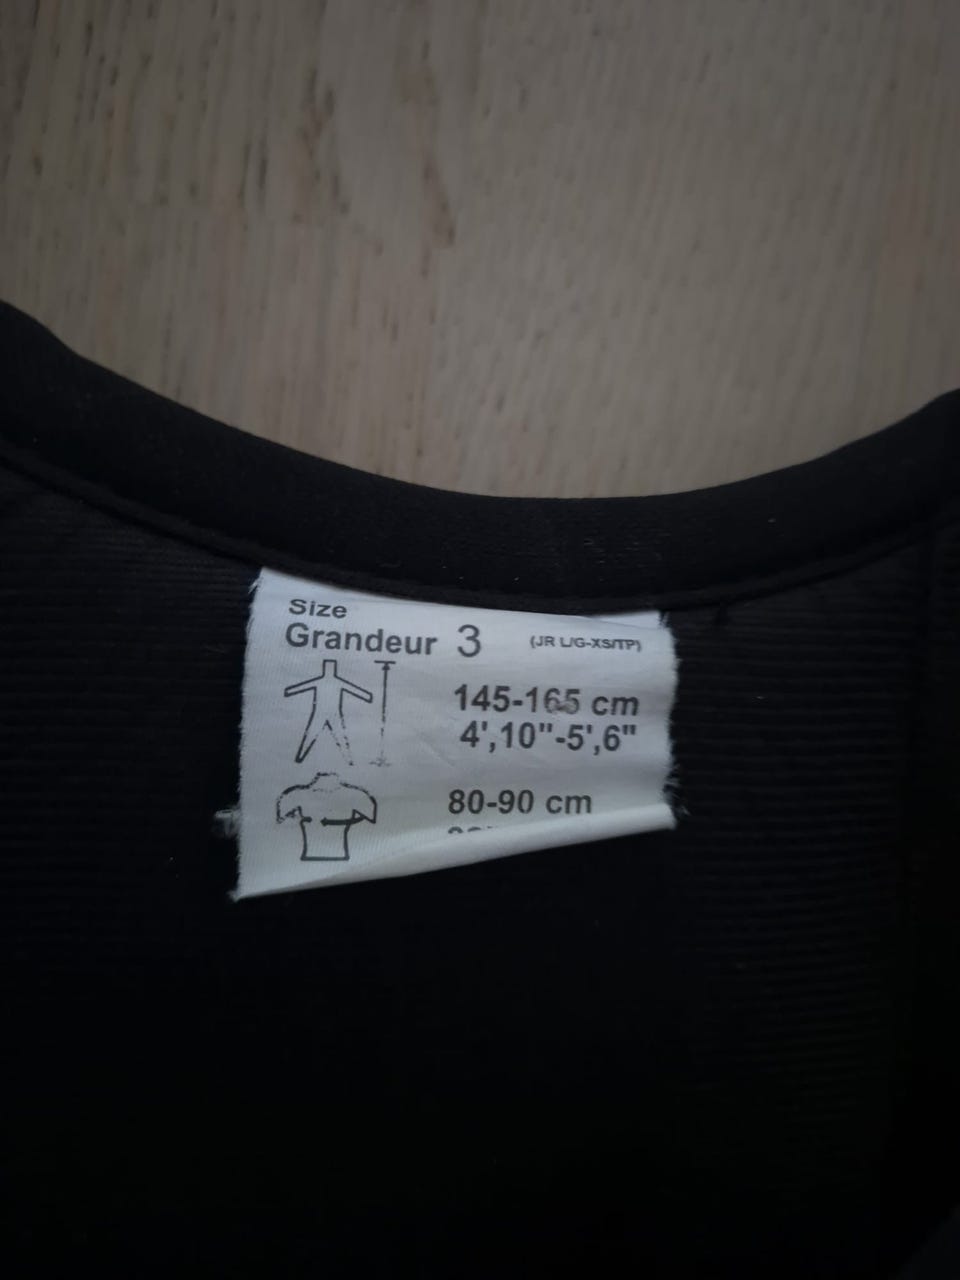 Size
Grandeur 3 (JR L/G-XS/TP)
145-165 cm
4',10"-5',6"
80-90 cm